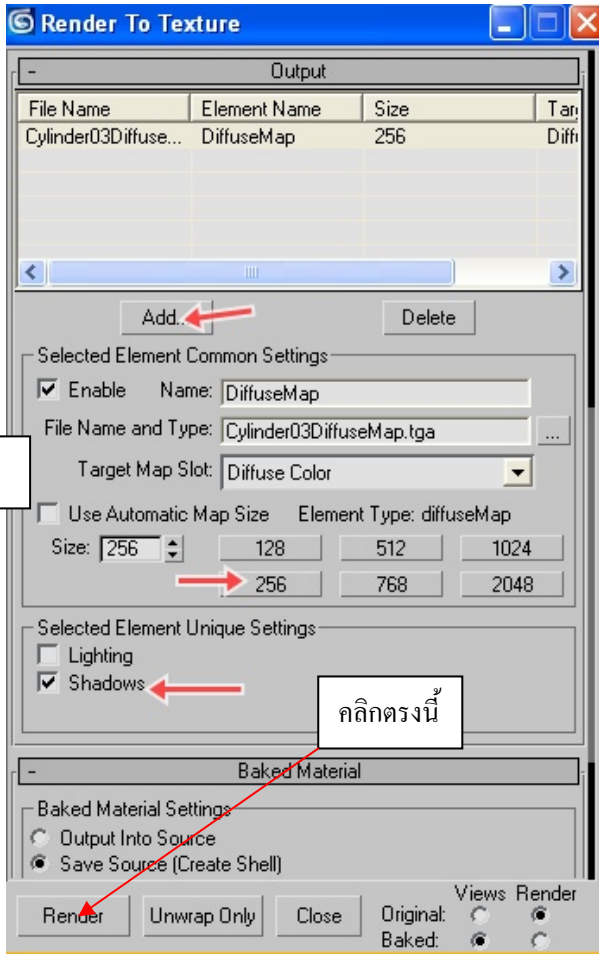 Render To Texture
- Output
File Name Element Name Size Tar
Cylinder03Diffuse... DiffuseMap 256 Diff
Add... Delete
Selected Element Common Settings
Enable Name: DiffuseMap
File Name and Type: Cylinder03DiffuseMap.tga ...
Target Map Slot: Diffuse Color
Use Automatic Map Size Element Type: diffuseMap
Size: 256 128 512 1024
256 768 2048
Selected Element Unique Settings
Lighting
Shadows
คลิกตรงนี้
- Baked Material
Baked Material Settings
Output Into Source
Save Source (Create Shell)
Views Render
Render Unwrap Only Close Original:
Baked: